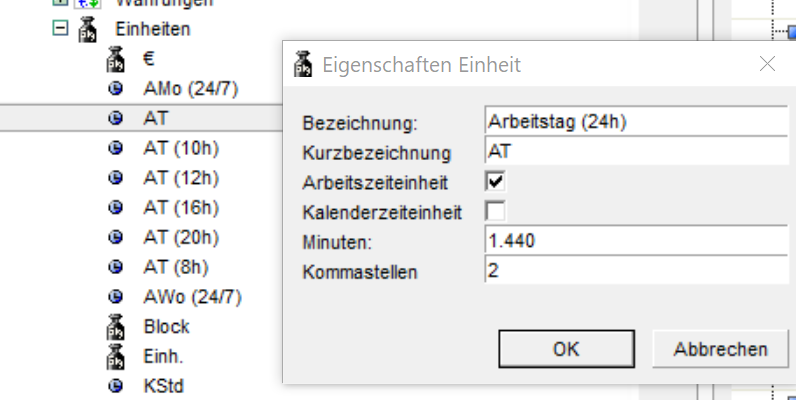 Währungen
Einheiten
€
AMo (24/7)
AT
AT (10h)
AT (12h)
AT (16h)
AT (20h)
AT (8h)
AWo (24/7)
Block
Einh.
KStd
Eigenschaften Einheit
Bezeichnung: Arbeitstag (24h)
Kurzbezeichnung AT
Arbeitszeiteinheit
Kalenderzeiteinheit
Minuten: 1.440
Kommastellen 2
OK Abbrechen